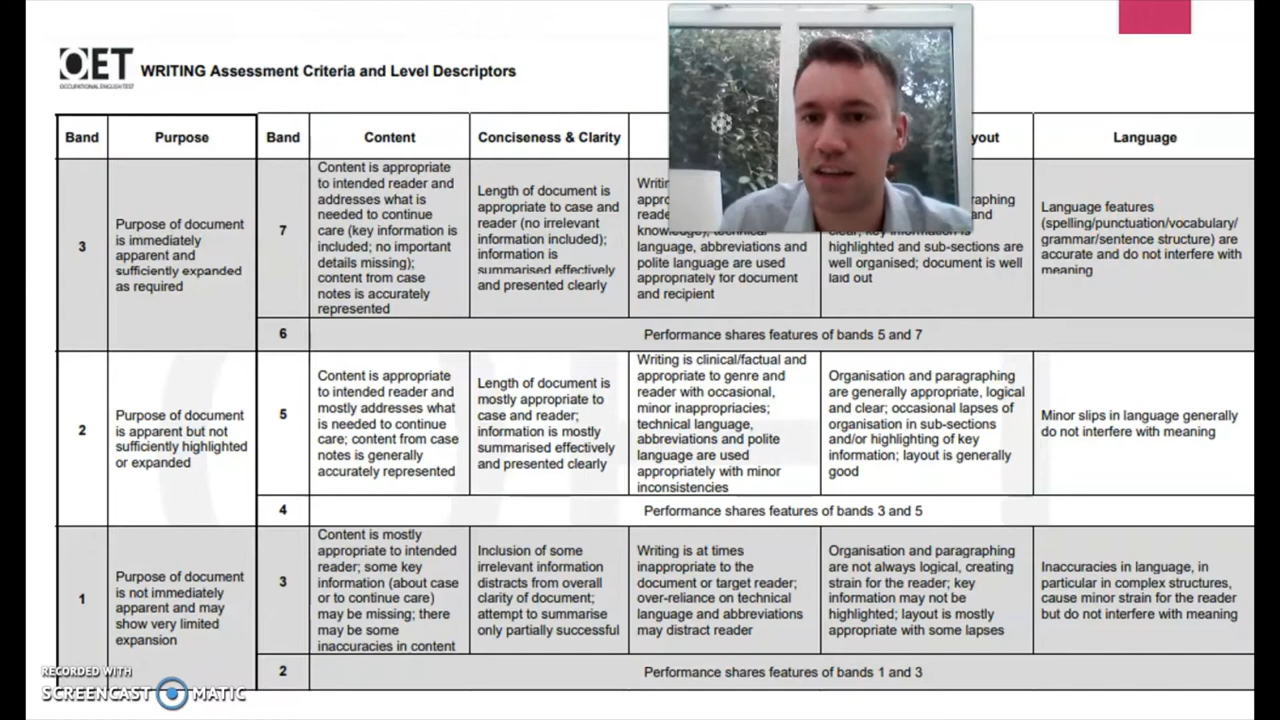 OET
OCCUPATIONAL ENGLISH TEST
WRITING Assessment Criteria and Level Descriptors
Band
Purpose
Band
Content
Conciseness & Clarity
Language
3
Purpose of document
is immediately
apparent and
sufficiently expanded
as required
7
Content is appropriate
to intended reader and
addresses what is
needed to continue
care (key information is
included; no important
details missing);
content from case
notes is accurately
represented
Length of document is
appropriate to case and
reader (no irrelevant
information included);
information is
summarised effectively
and presented clearly
language, abbreviations and
polite language are used
appropriately for document
and recipient
highlighted and sub-sections are
well organised; document is well
laid out
Language features
(spelling/punctuation/vocabulary/
grammar/sentence structure) are
accurate and do not interfere with
meaning
6
Performance shares features of bands 5 and 7
2
Purpose of document
is apparent but not
sufficiently highlighted
or expanded
5
Content is appropriate
to intended reader and
mostly addresses what
is needed to continue
care; content from case
notes is generally
accurately represented
Length of document is
mostly appropriate to
case and reader;
information is mostly
summarised effectively
and presented clearly
Writing is clinical/factual and
appropriate to genre and
reader with occasional,
minor inappropriacies;
technical language,
abbreviations and polite
language are used
appropriately with minor
inconsistencies
Organisation and paragraphing
are generally appropriate, logical
and clear; occasional lapses of
organisation in sub-sections
and/or highlighting of key
information; layout is generally
good
Minor slips in language generally
do not interfere with meaning
4
Performance shares features of bands 3 and 5
1
Purpose of document
is not immediately
apparent and may
show very limited
expansion
3
Content is mostly
appropriate to intended
reader; some key
information (about case
or to continue care)
may be missing; there
may be some
inaccuracies in content
Inclusion of some
irrelevant information
distracts from overall
clarity of document;
attempt to summarise
only partially successful
Writing is at times
inappropriate to the
document or target reader;
over-reliance on technical
language and abbreviations
may distract reader
Organisation and paragraphing
are not always logical, creating
strain for the reader; key
information may not be
highlighted; layout is mostly
appropriate with some lapses
Inaccuracies in language, in
particular in complex structures,
cause minor strain for the reader
but do not interfere with meaning
2
Performance shares features of bands 1 and 3
RECORDED WITH
SCREENCAST MATIC